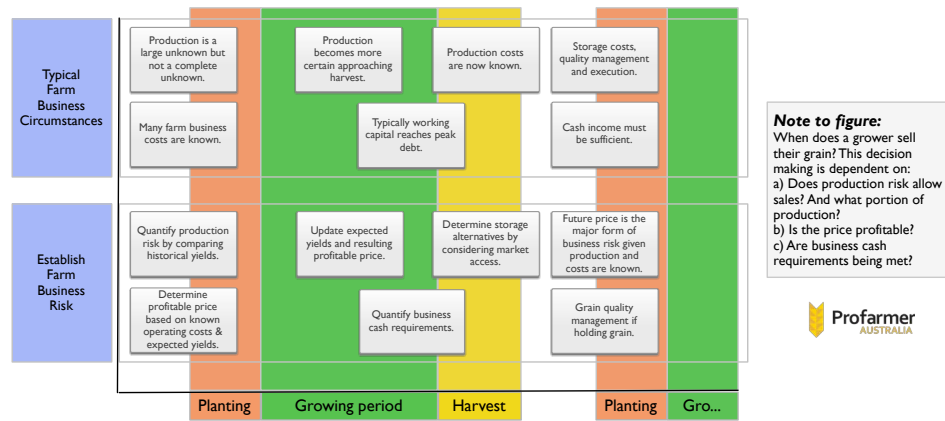 Typical
Farm
Business
Circumstances
Production is a
large unknown but
not a complete
unknown.
Many farm business
costs are known.
Production
becomes more
certain approaching
harvest.
Typically working
capital reaches peak
debt.
Production costs
are now known.
Storage costs,
quality management
and execution.
Cash income must
be sufficient.
Establish
Farm
Business
Risk
Quantify production
risk by comparing
historical yields.
Determine
profitable price
based on known
operating costs &
expected yields.
Update expected
yields and resulting
profitable price.
Quantify business
cash requirements.
Determine storage
alternatives by
considering market
access.
Future price is the
major form of
business risk given
production and
costs are known.
Grain quality
management if
holding grain.
Planting
Growing period
Harvest
Planting
Gro...
Note to figure:
When does a grower sell
their grain? This decision
making is dependent on:
a) Does production risk allow
sales? And what portion of
production?
b) Is the price profitable?
c) Are business cash
requirements being met?
Profarmer
AUSTRALIA